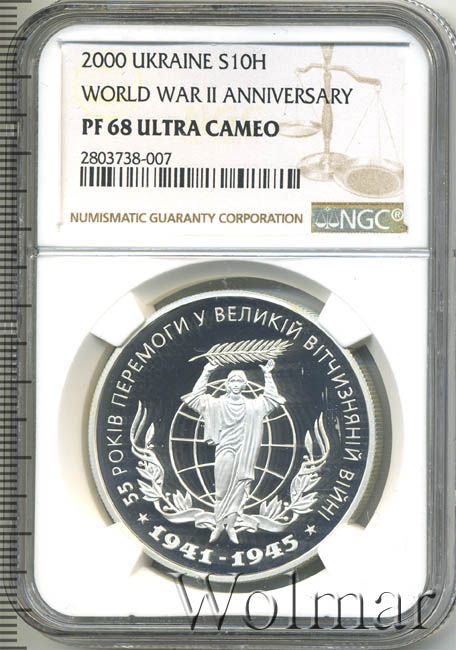 2000 UKRAINE S10H
WORLD WAR II ANNIVERSARY
PF 68 ULTRA CAMEO
2803738-007
NUMISMATIC GUARANTY CORPORATION
NGC®
55 РОКІВ ПЕРЕМОГИ У ВЕЛИКІЙ ВІТЧИЗНЯНІЙ ВІЙНІ
★ 1941-1945 ★
Wolmar